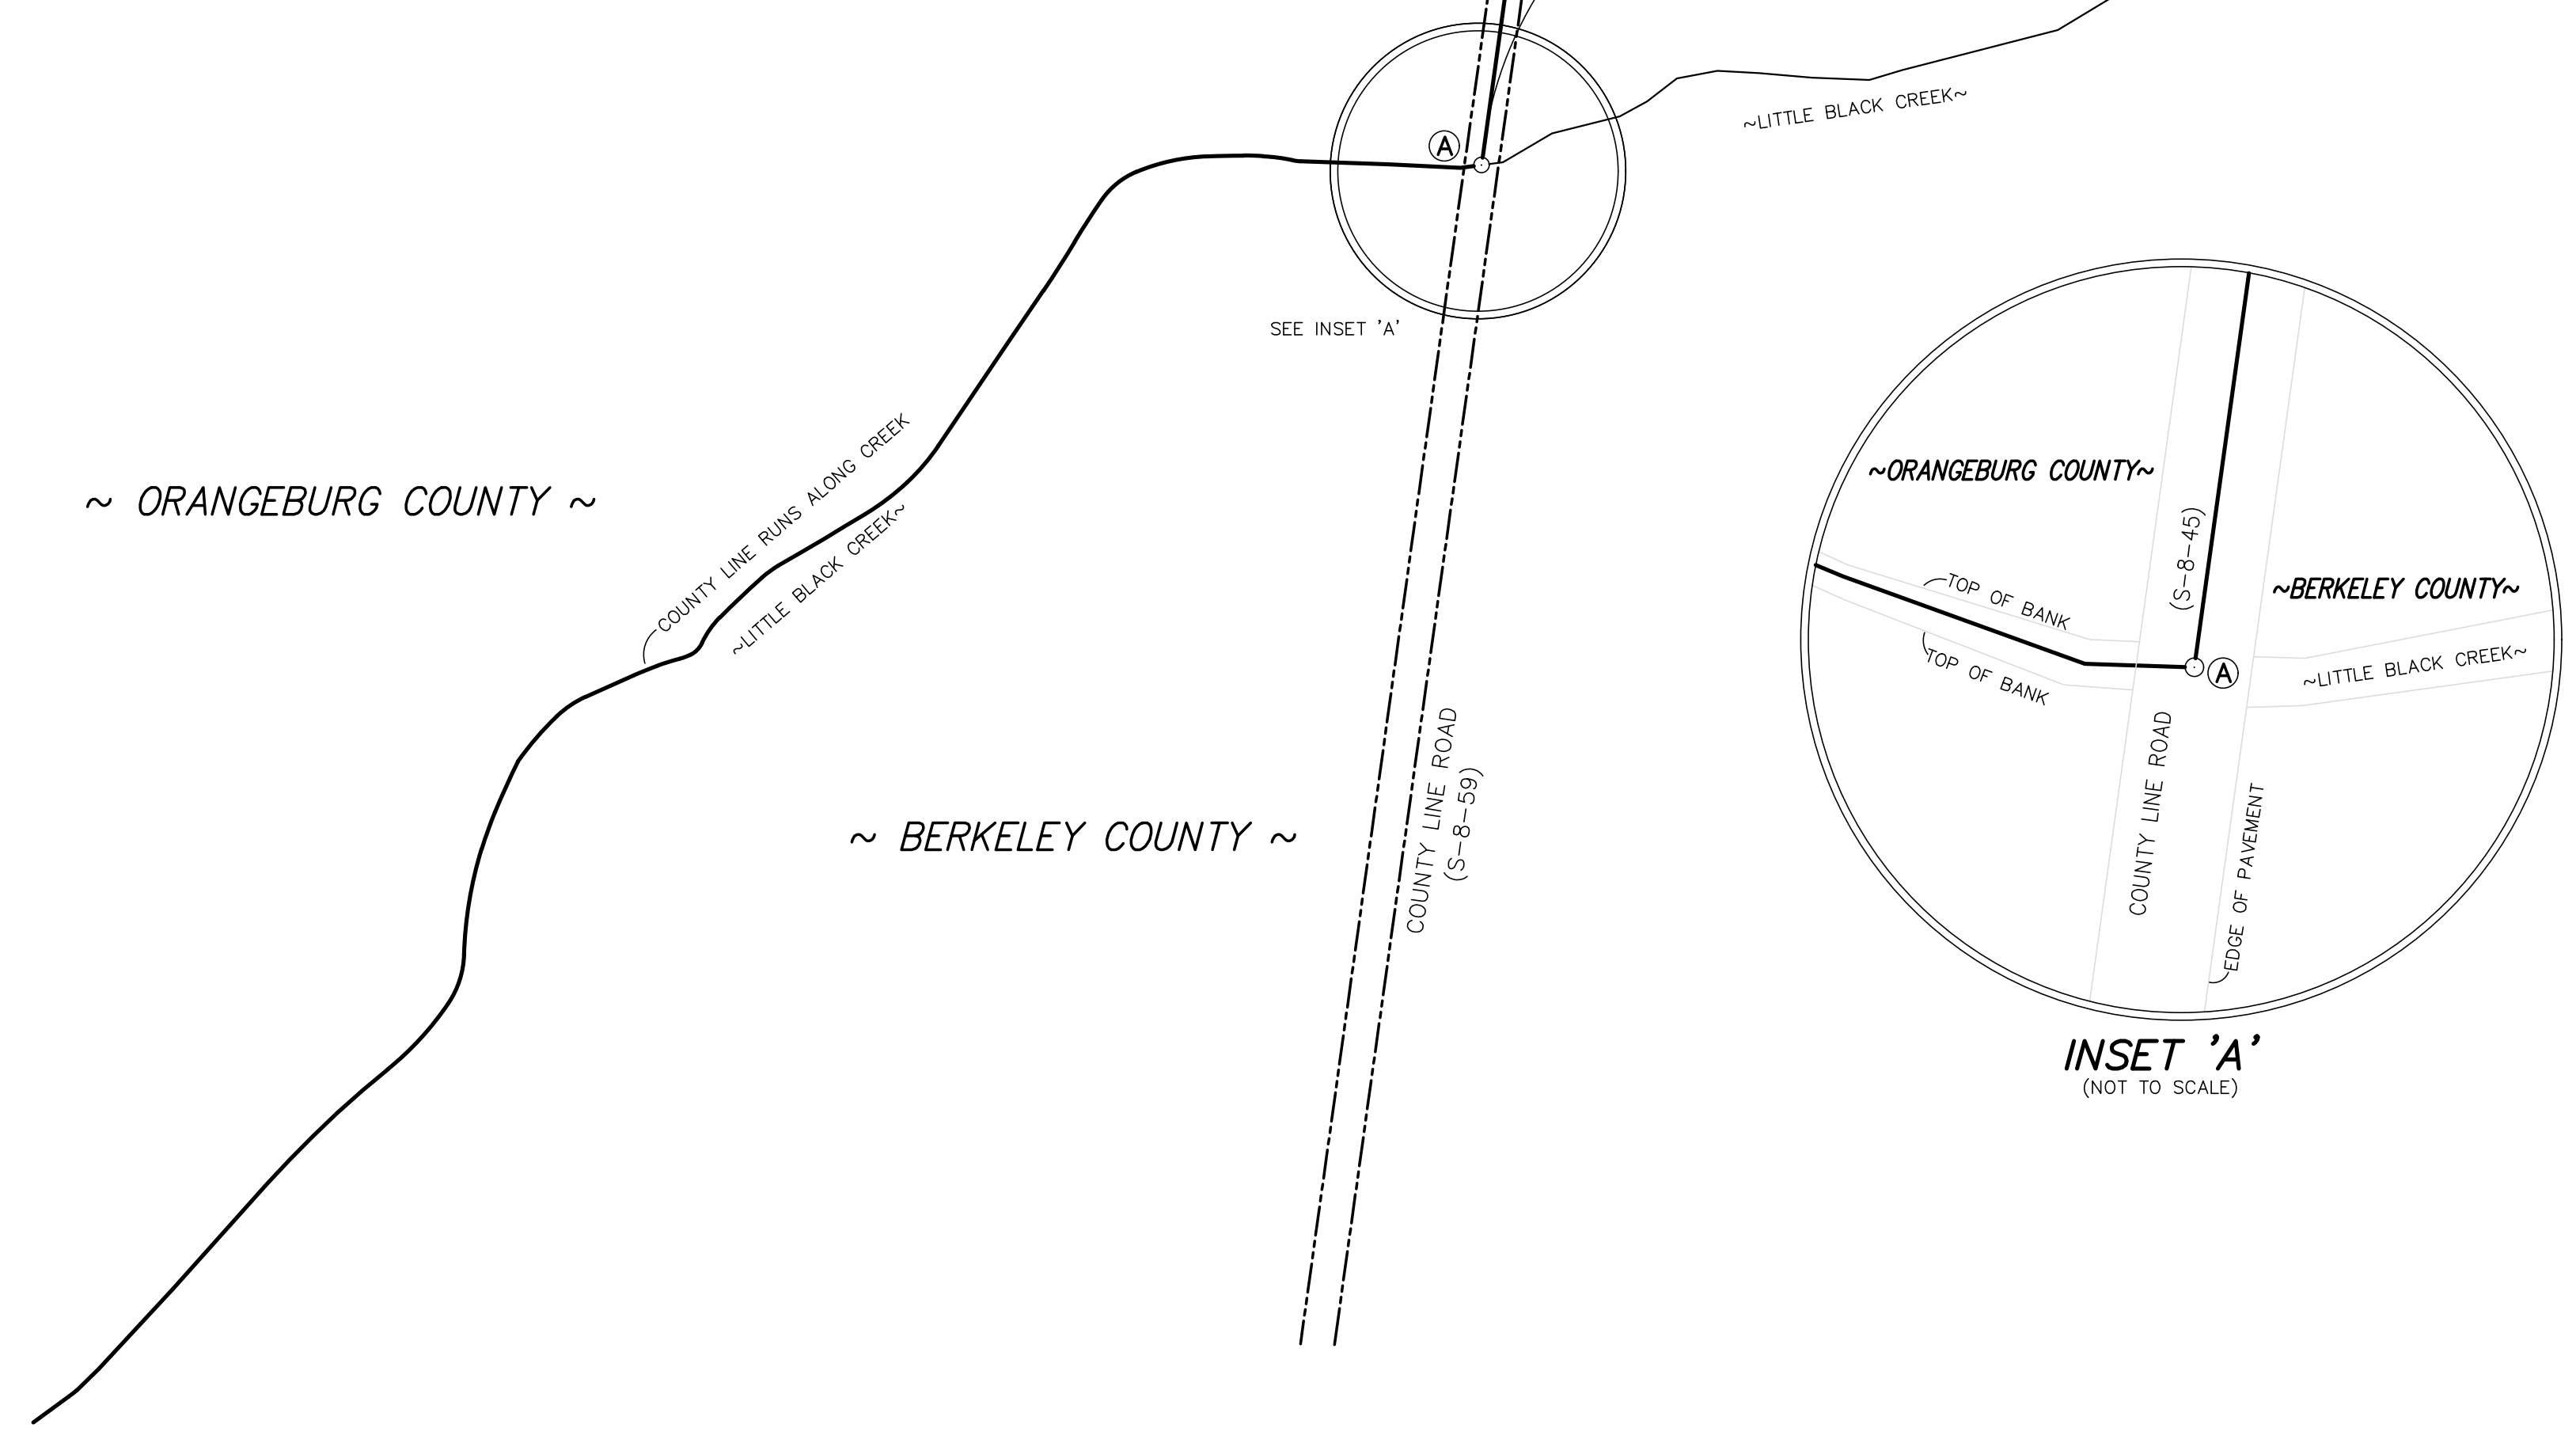 ~LITTLE BLACK CREEK~
A
SEE INSET 'A'
~ ORANGEBURG COUNTY ~
COUNTY LINE RUNS ALONG CREEK
~LITTLE BLACK CREEK~
~ BERKELEY COUNTY ~
COUNTY LINE ROAD
(S-8-59)
~ORANGEBURG COUNTY~
(S-8-45)
~BERKELEY COUNTY~
TOP OF BANK
TOP OF BANK
~LITTLE BLACK CREEK~
A
COUNTY LINE ROAD
EDGE OF PAVEMENT
INSET 'A'
(NOT TO SCALE)